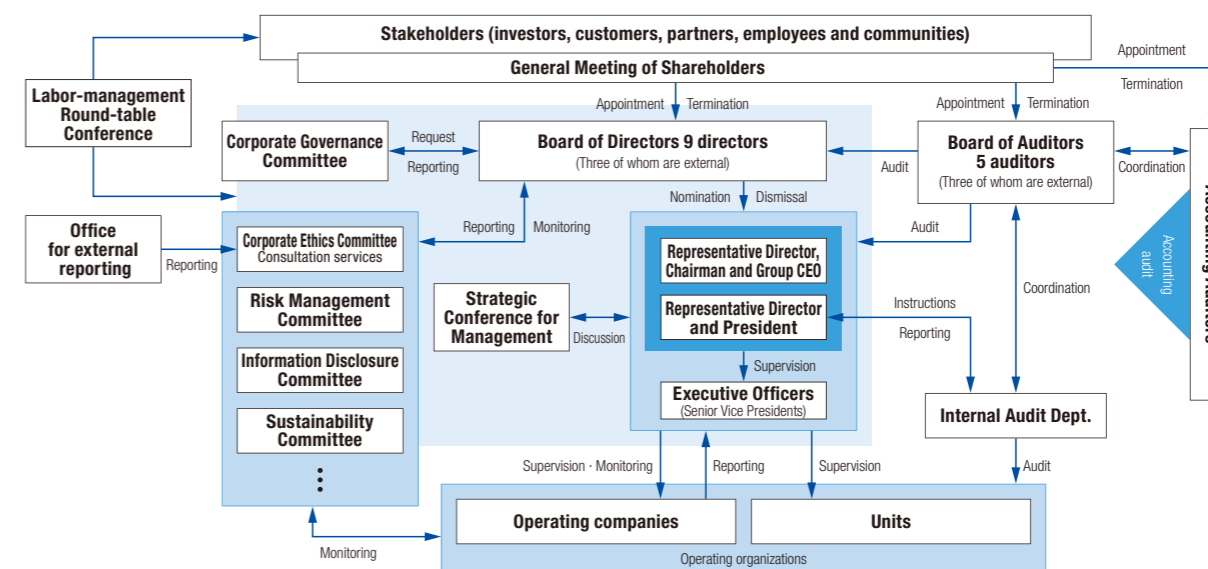 Stakeholders (investors, customers, partners, employees and communities)
General Meeting of Shareholders
Appointment
Termination
Labor-management
Round-table
Conference
Appointment
Termination
Appointment
Termination
Corporate Governance
Committee
Request
Reporting
Board of Directors 9 directors
(Three of whom are external)
Audit
Board of Auditors
5 auditors
(Three of whom are external)
Coordination
Nomination
Dismissal
Office
for external
reporting
Reporting
Corporate Ethics Committee
Consultation services
Reporting
Monitoring
Audit
Representative Director,
Chairman and Group CEO
Accounting
audit
Risk Management
Committee
Strategic
Conference for
Management
Discussion
Representative Director
and President
Instructions
Reporting
Coordination
Information Disclosure
Committee
Supervision
Executive Officers
(Senior Vice Presidents)
Sustainability
Committee
Internal Audit Dept.
Supervision · Monitoring
Reporting
Supervision
Audit
Operating companies
Units
Monitoring
Operating organizations